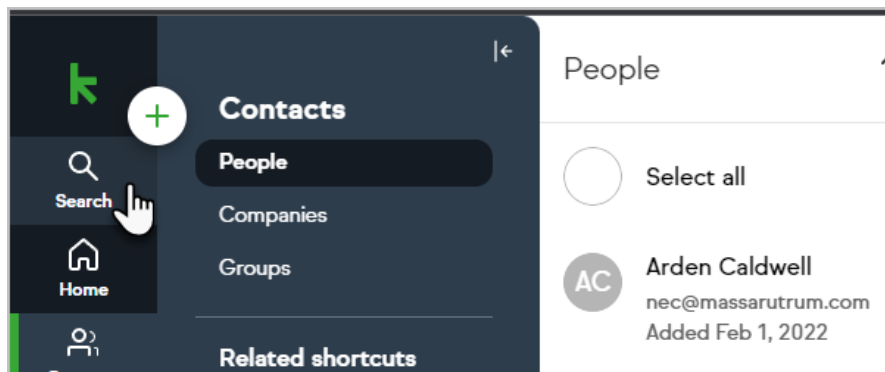 Search
Home
Contacts
People
Companies
Groups
Related shortcuts
People
Select all
AC
Arden Caldwell
nec@massarutrum.com
Added Feb 1, 2022